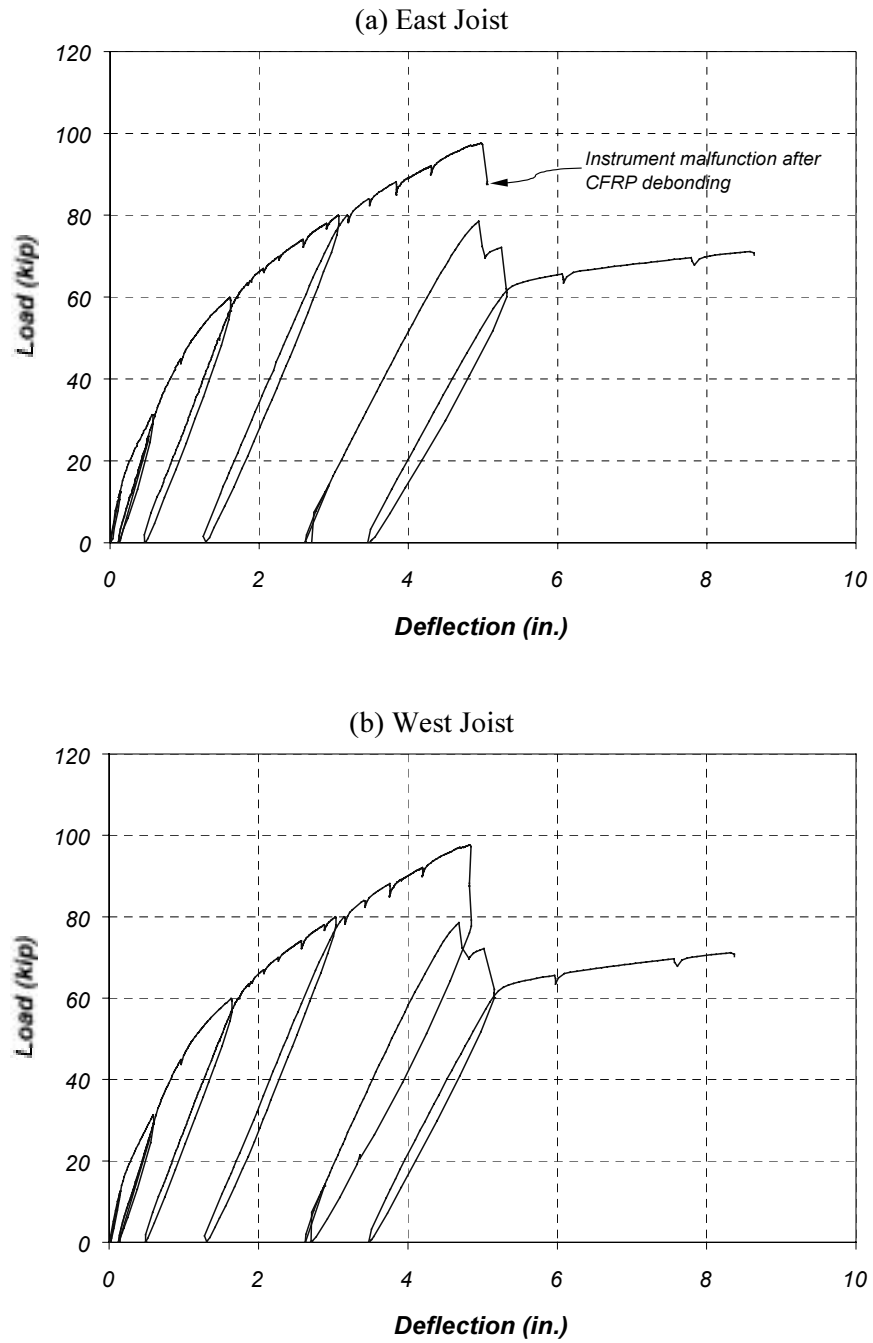 (a) East Joist
120
100
80
60
40
20
0
Load (kip)
Instrument malfunction after
CFRP debonding
0 2 4 6 8 10
Deflection (in.)
(b) West Joist
120
100
80
60
40
20
0
Load (kip)
0 2 4 6 8 10
Deflection (in.)